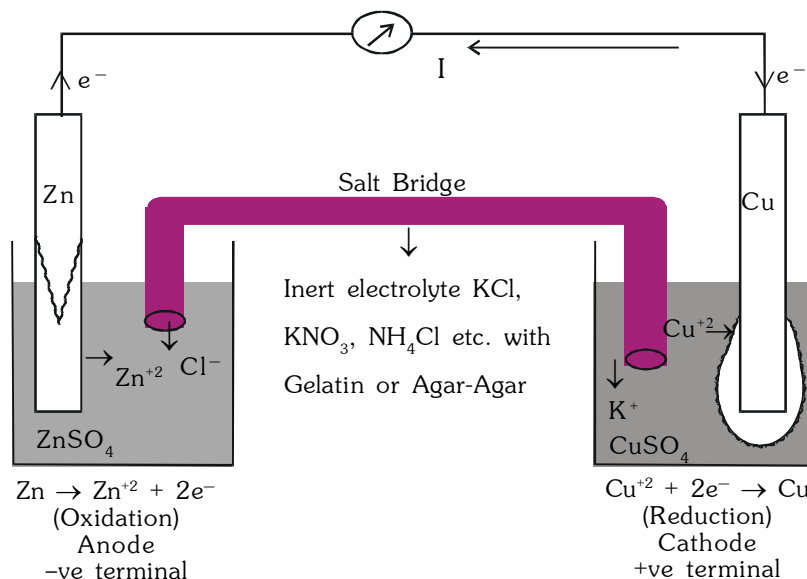 e⁻
I
e⁻
Zn
Salt Bridge
Cu
Inert electrolyte KCl,
KNO₃, NH₄Cl etc. with
Gelatin or Agar-Agar
Zn⁺²
Cl⁻
Cu⁺²
K⁺
ZnSO₄
CuSO₄
Zn → Zn⁺² + 2e⁻
(Oxidation)
Anode
–ve terminal
Cu⁺² + 2e⁻ → Cu
(Reduction)
Cathode
+ve terminal